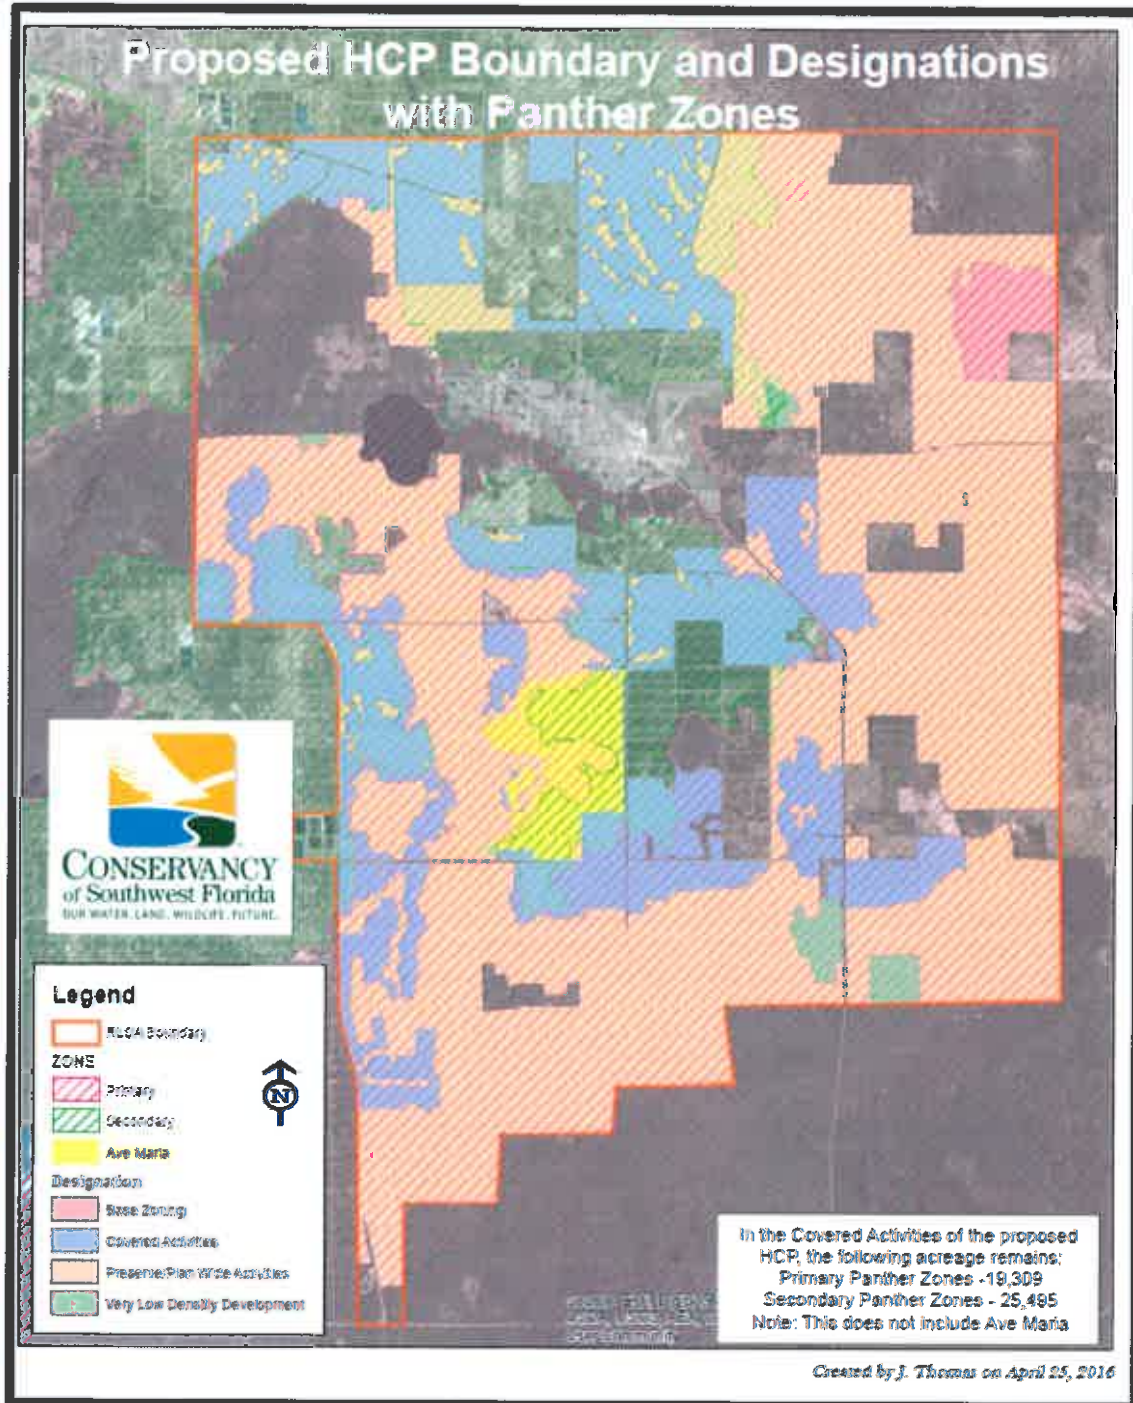 Proposed HCP Boundary and Designations
with Panther Zones
CONSERVANCY
of Southwest Florida
OUR WATER, LAND, WILDLIFE, FUTURE.
Legend
RLSA Boundary
ZONE
Primary
Secondary
Ave Maria
Designation
Base Zoning
Covered Activities
Preserve/Plan Wide Activities
Very Low Density Development
N
In the Covered Activities of the proposed
HCP, the following acreage remains:
Primary Panther Zones -19,309
Secondary Panther Zones - 25,495
Note: This does not include Ave Maria
Created by J. Thomas on April 25, 2016